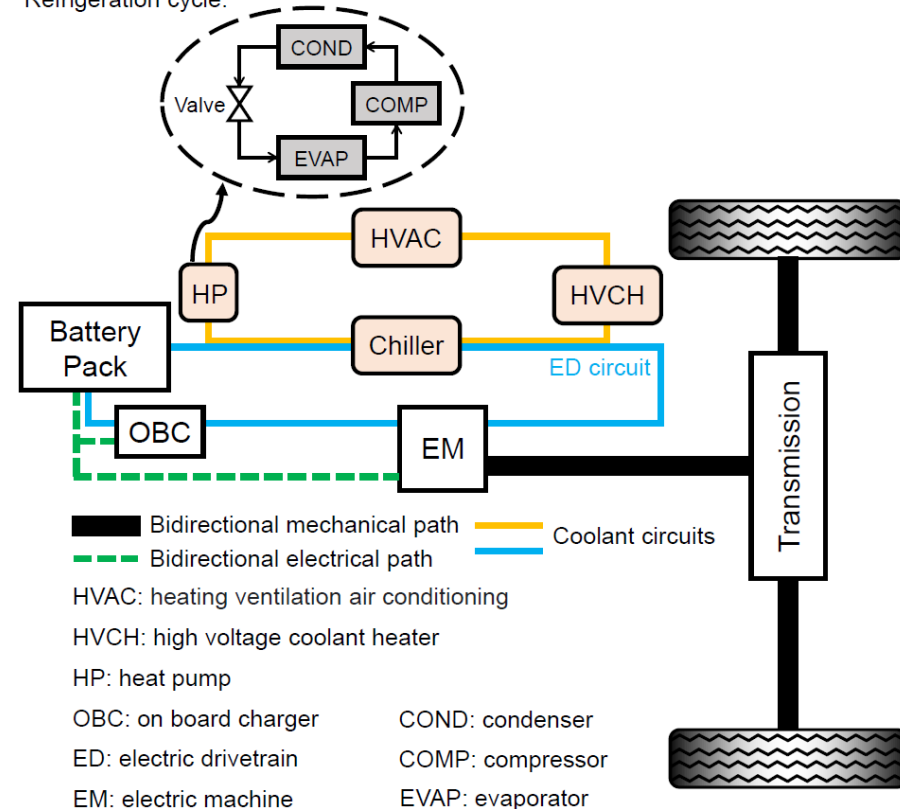 Refrigeration cycle:
COND
Valve
COMP
EVAP
HVAC
HP
HVCH
Battery
Pack
Chiller
ED circuit
OBC
EM
Transmission
Bidirectional mechanical path
Coolant circuits
Bidirectional electrical path
HVAC: heating ventilation air conditioning
HVCH: high voltage coolant heater
HP: heat pump
OBC: on board charger
COND: condenser
ED: electric drivetrain
COMP: compressor
EM: electric machine
EVAP: evaporator